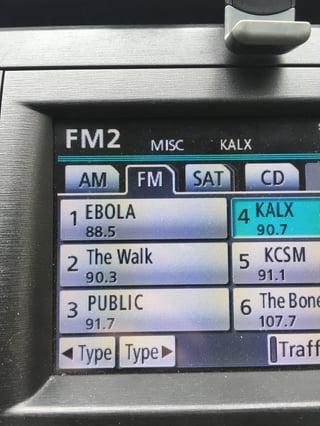 FM2 MISC KALX
AM FM SAT CD
1 EBOLA
88.5
4 KALX
90.7
2 The Walk
90.3
5 KCSM
91.1
3 PUBLIC
91.7
6 The Bone
107.7
◀ Type Type ▶ Traff